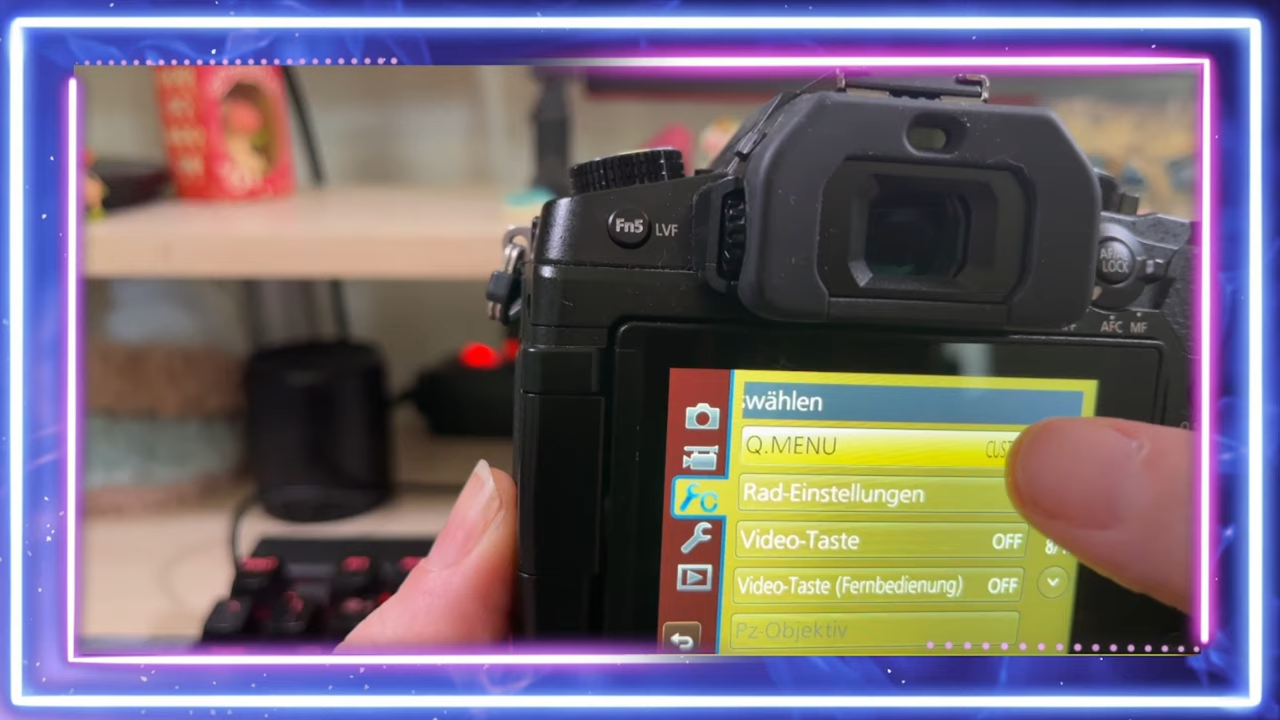 Fn5 LVF
AF/AE
LOCK
AFC MF
swählen
Q.MENU
Rad-Einstellungen
Video-Taste OFF
Video-Taste (Fernbedienung) OFF
Pz-Objektiv